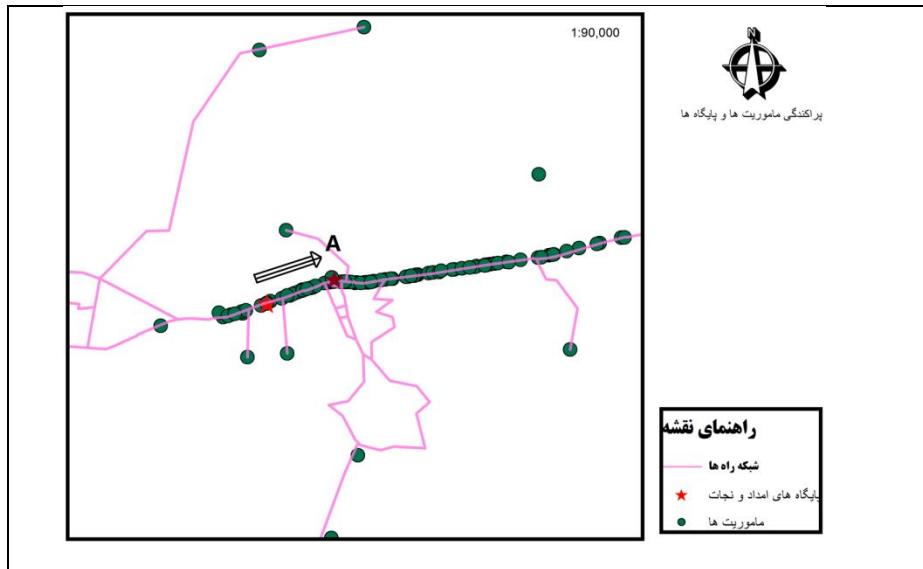 1:90,000
N
پراکندگی ماموریت ها و پایگاه ها
A
راهنمای نقشه
شبکه راه ها
پایگاه های امداد و نجات
ماموریت ها